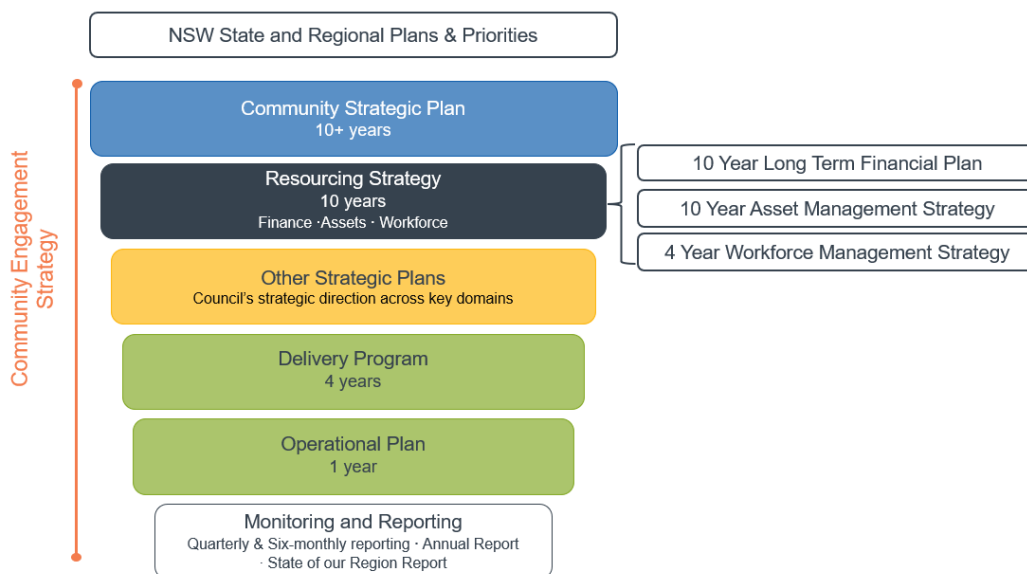 NSW State and Regional Plans & Priorities
Community Engagement
Strategy
Community Strategic Plan
10+ years
Resourcing Strategy
10 years
Finance ·Assets · Workforce
10 Year Long Term Financial Plan
10 Year Asset Management Strategy
4 Year Workforce Management Strategy
Other Strategic Plans
Council's strategic direction across key domains
Delivery Program
4 years
Operational Plan
1 year
Monitoring and Reporting
Quarterly & Six-monthly reporting · Annual Report
· State of our Region Report